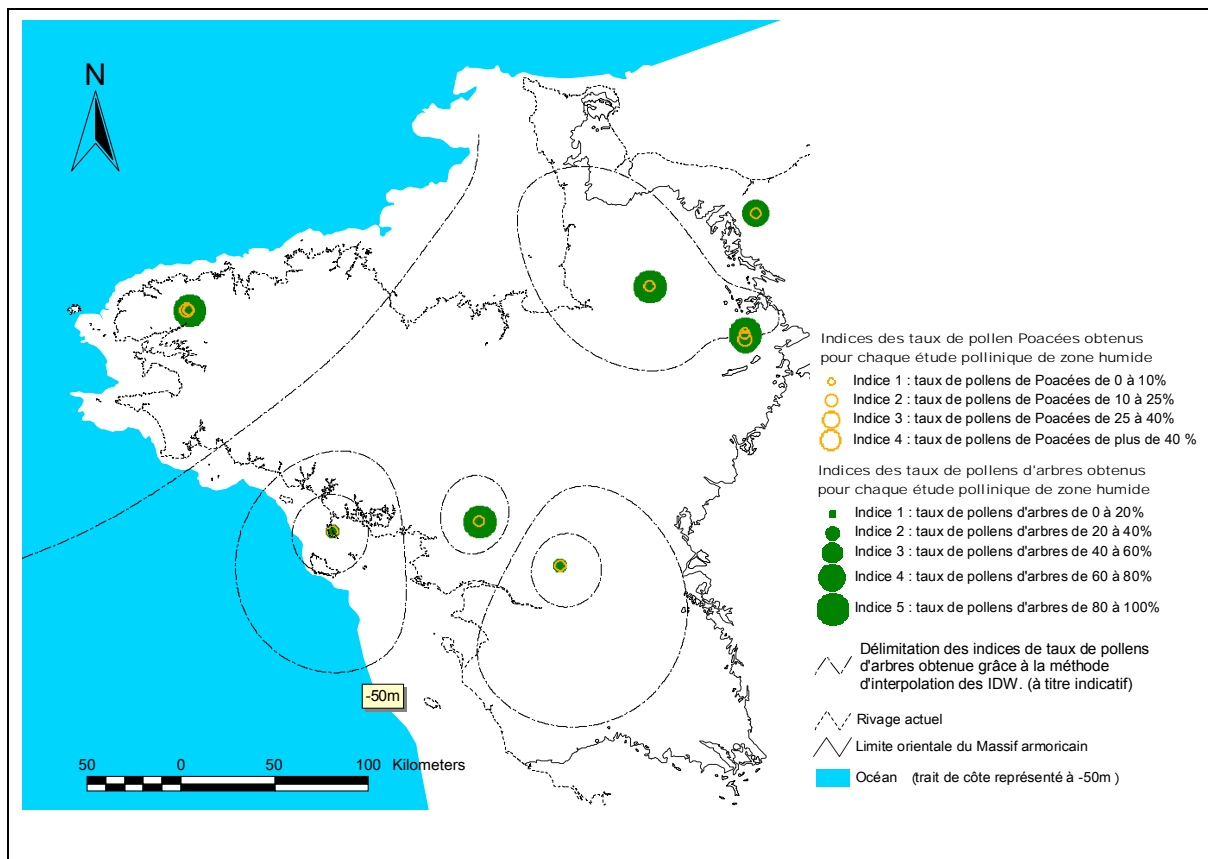 N
Indices des taux de pollen Poacées obtenus
pour chaque étude pollinique de zone humide
Indice 1 : taux de pollens de Poacées de 0 à 10%
Indice 2 : taux de pollens de Poacées de 10 à 25%
Indice 3 : taux de pollens de Poacées de 25 à 40%
Indice 4 : taux de pollens de Poacées de plus de 40 %
Indices des taux de pollens d'arbres obtenus
pour chaque étude pollinique de zone humide
Indice 1 : taux de pollens d'arbres de 0 à 20%
Indice 2 : taux de pollens d'arbres de 20 à 40%
Indice 3 : taux de pollens d'arbres de 40 à 60%
Indice 4 : taux de pollens d'arbres de 60 à 80%
Indice 5 : taux de pollens d'arbres de 80 à 100%
Délimitation des indices de taux de pollens
d'arbres obtenue grâce à la méthode
d'interpolation des IDW. (à titre indicatif)
Rivage actuel
Limite orientale du Massif armoricain
Océan (trait de côte représenté à -50m )
-50m
50 0 50 100 Kilometers